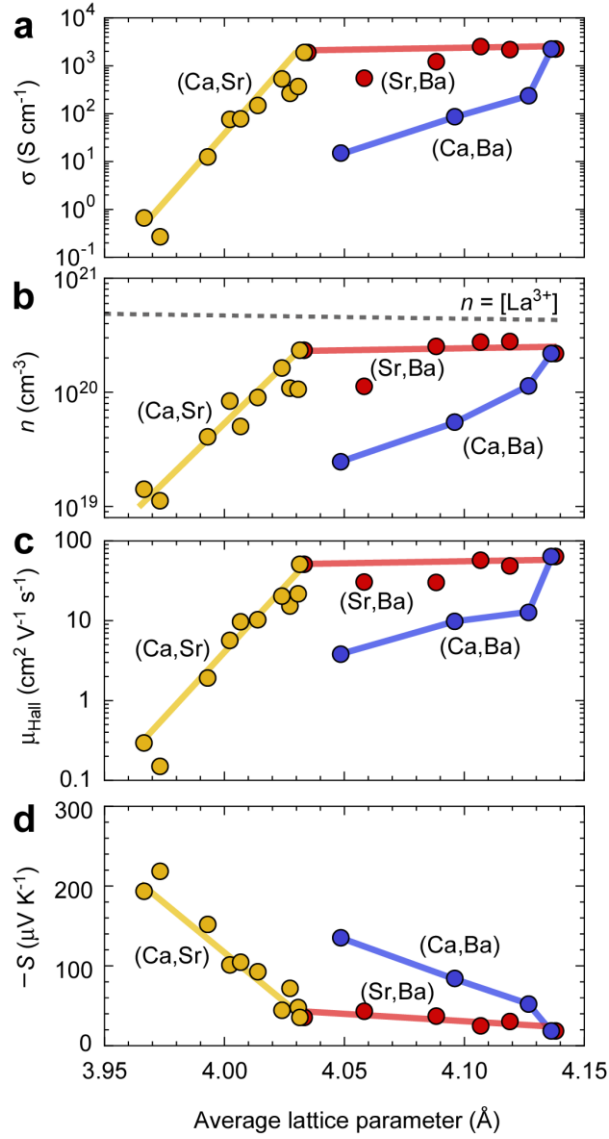 a
σ (S cm⁻¹)
10⁴
10³
10²
10¹
10⁰
10⁻¹
(Ca,Sr)
(Sr,Ba)
(Ca,Ba)
b
n (cm⁻³)
10²¹
10²⁰
10¹⁹
n = [La³⁺]
(Ca,Sr)
(Sr,Ba)
(Ca,Ba)
c
μHall (cm² V⁻¹ s⁻¹)
100
10
1
0.1
(Ca,Sr)
(Sr,Ba)
(Ca,Ba)
d
−S (μV K⁻¹)
300
200
100
0
(Ca,Sr)
(Ca,Ba)
(Sr,Ba)
3.95 4.00 4.05 4.10 4.15
Average lattice parameter (Å)